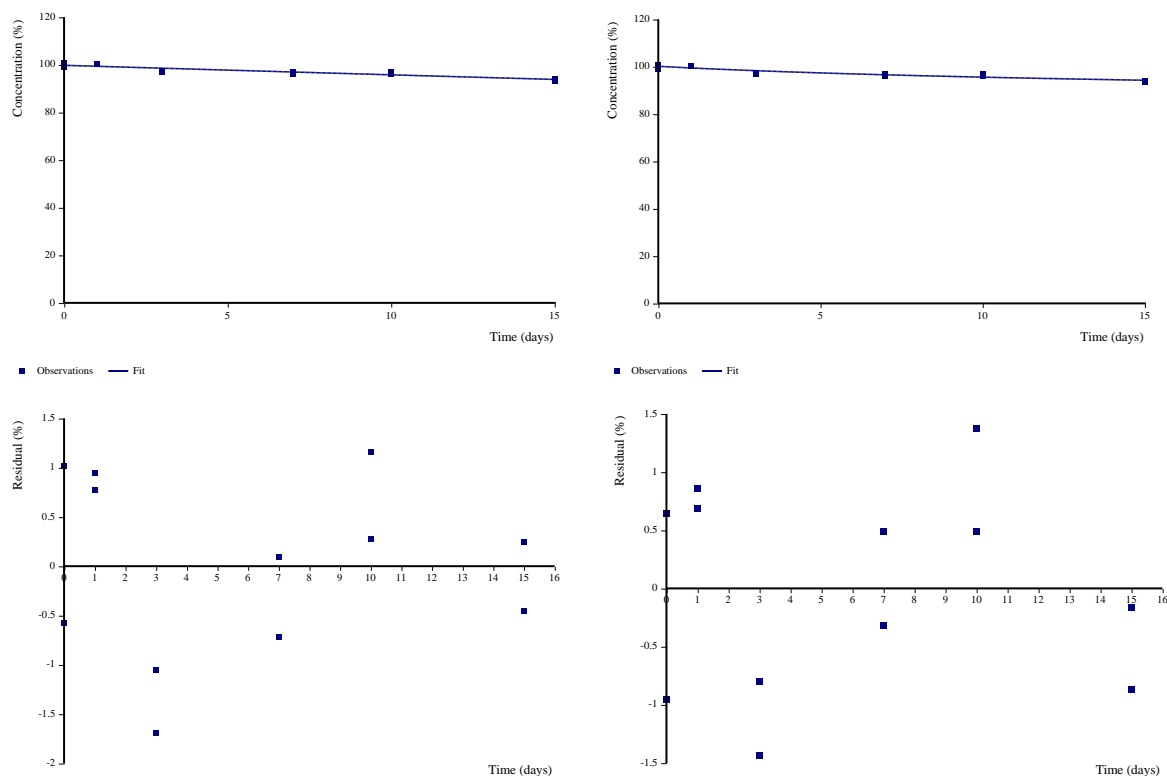 Concentration (%)
120
100
80
60
40
20
0
0 5 10 15
Time (days)
Observations Fit
Concentration (%)
120
100
80
60
40
20
0
0 5 10 15
Time (days)
Observations Fit
Residual (%)
1.5
1
0.5
0
-0.5
-1
-1.5
-2
0 1 2 3 4 5 6 7 8 9 10 11 12 13 14 15 16
Time (days)
Residual (%)
1.5
1
0.5
0
-0.5
-1
-1.5
0 1 2 3 4 5 6 7 8 9 10 11 12 13 14 15 16
Time (days)